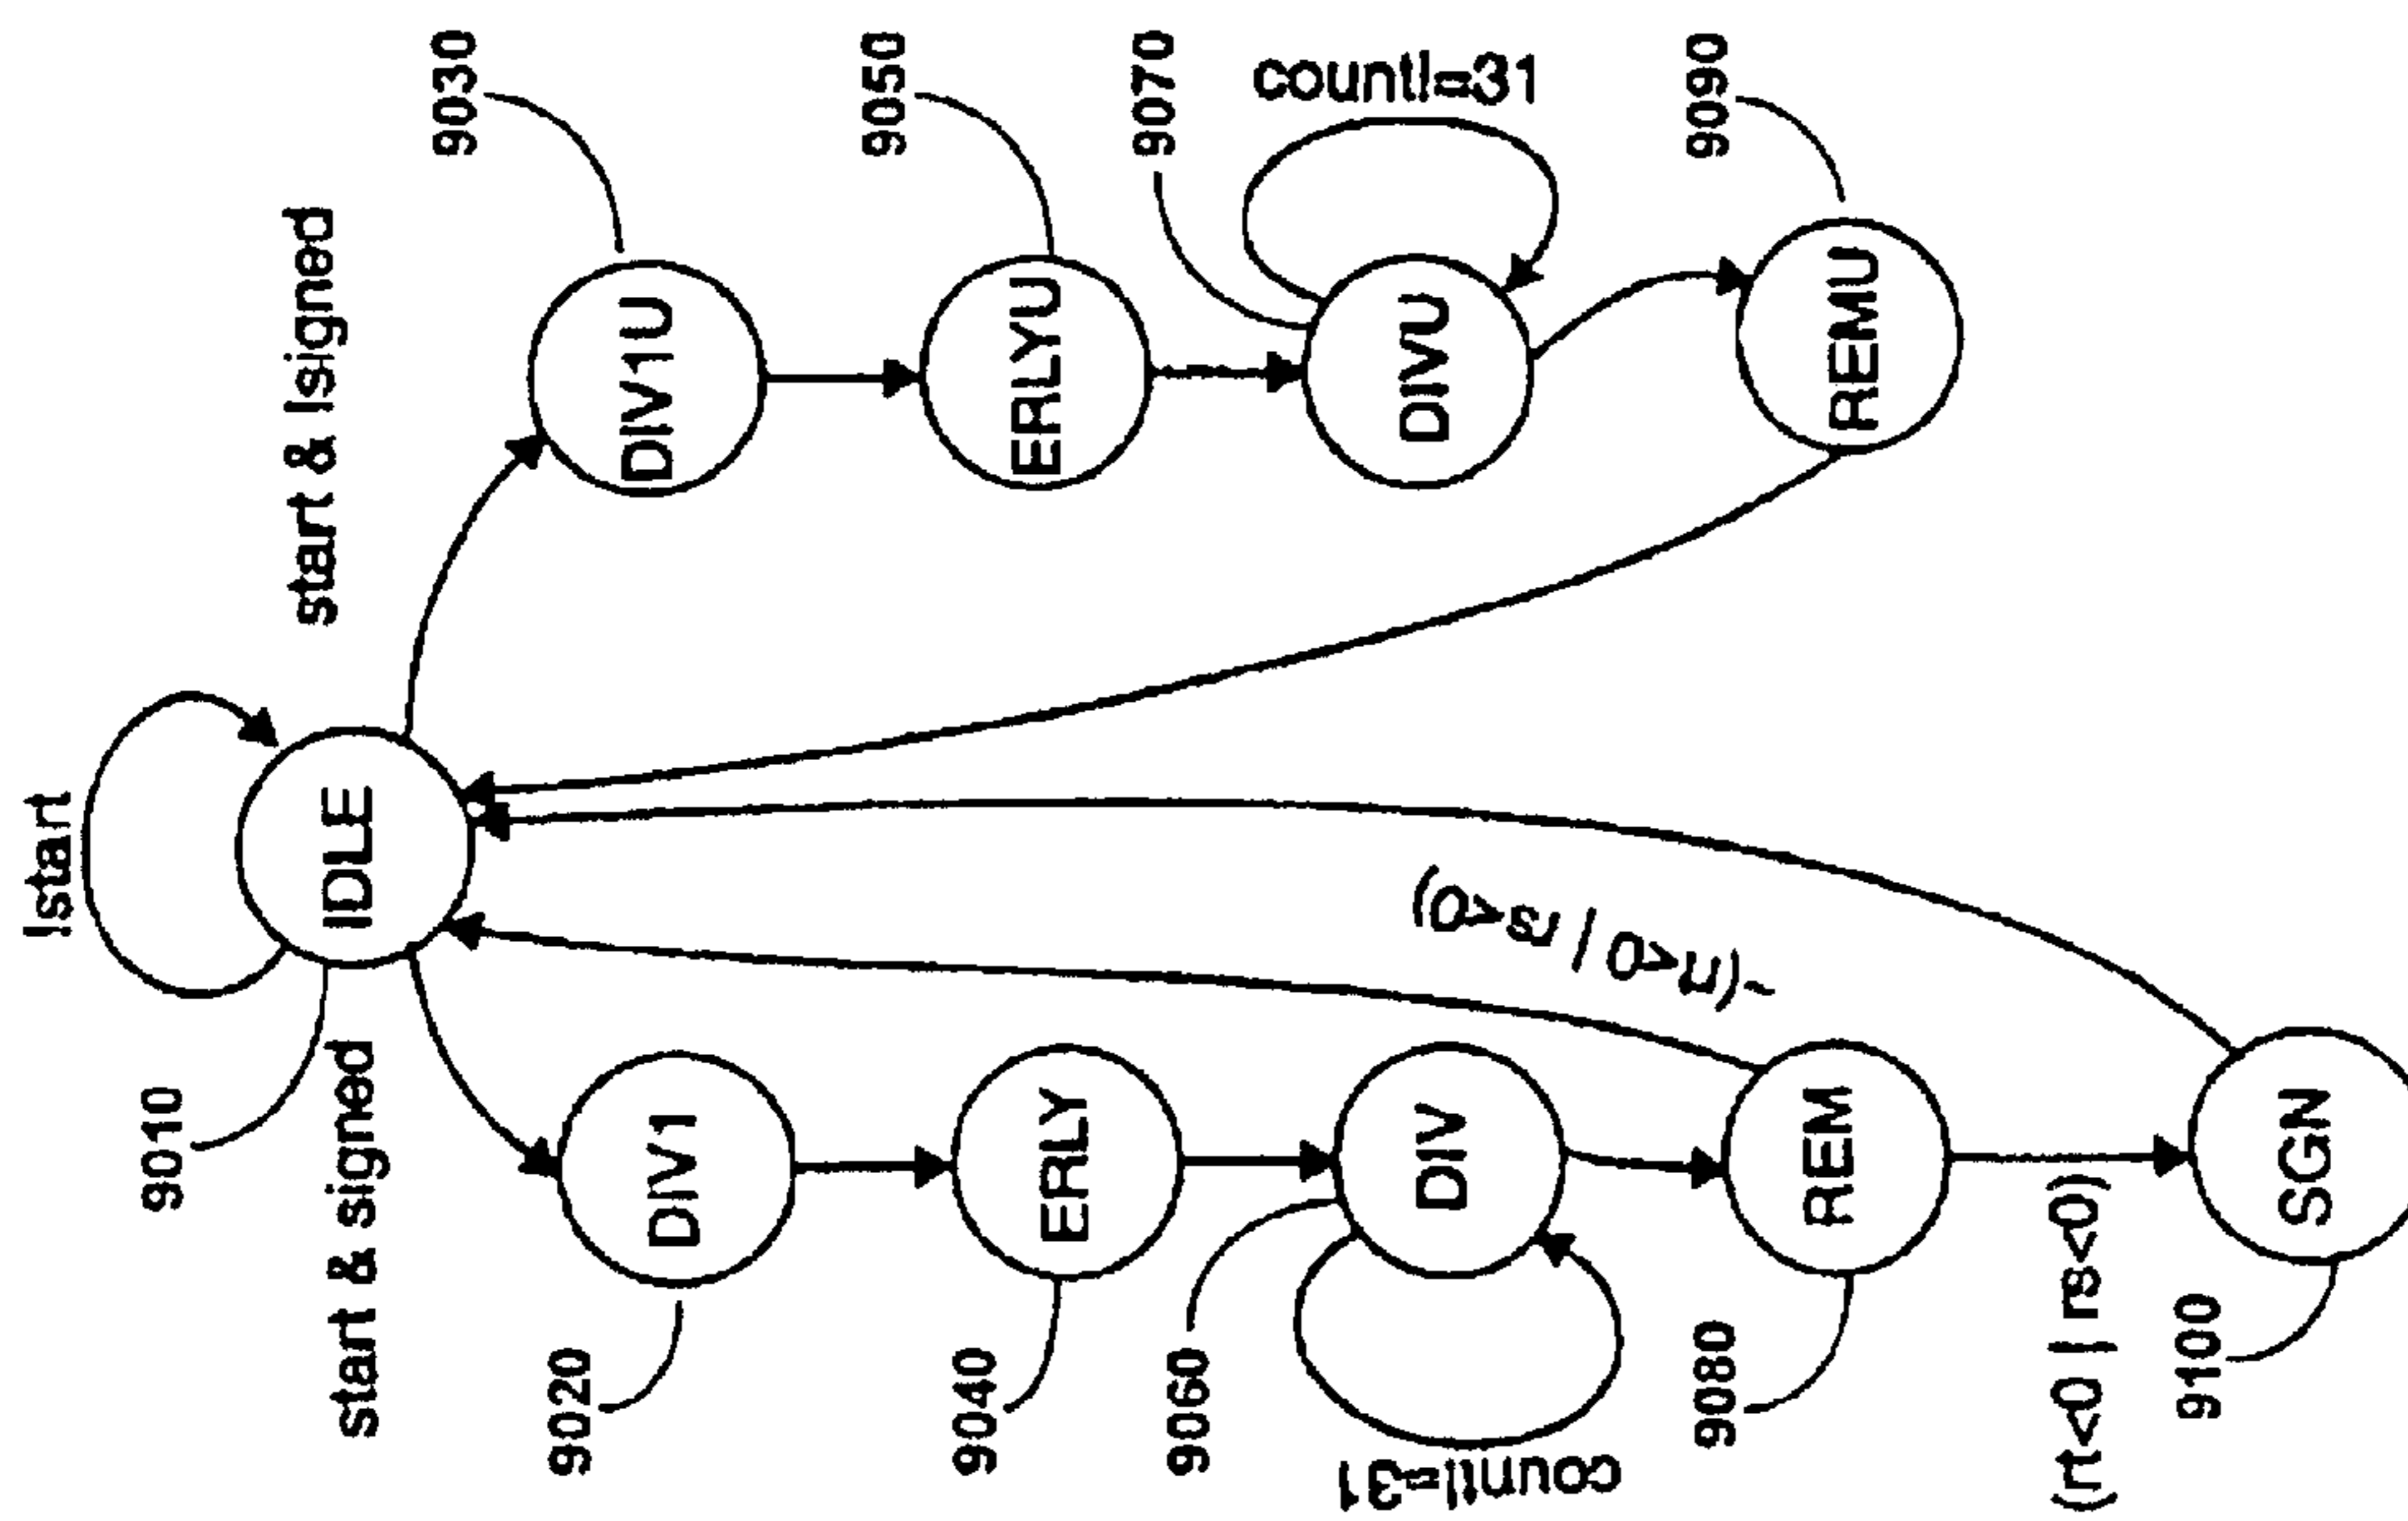 !start
IDLE
9010
start & signed
start & !signed
DIV1
9020
DIV1U
9030
ERLY
9040
ERLYU
9050
DIV
9060
count!=31
DIVU
9070
count!=31
REM
9080
~(rt<0 | rs<0)
REMU
9090
(rt<0 | rs<0)
SGN
9100